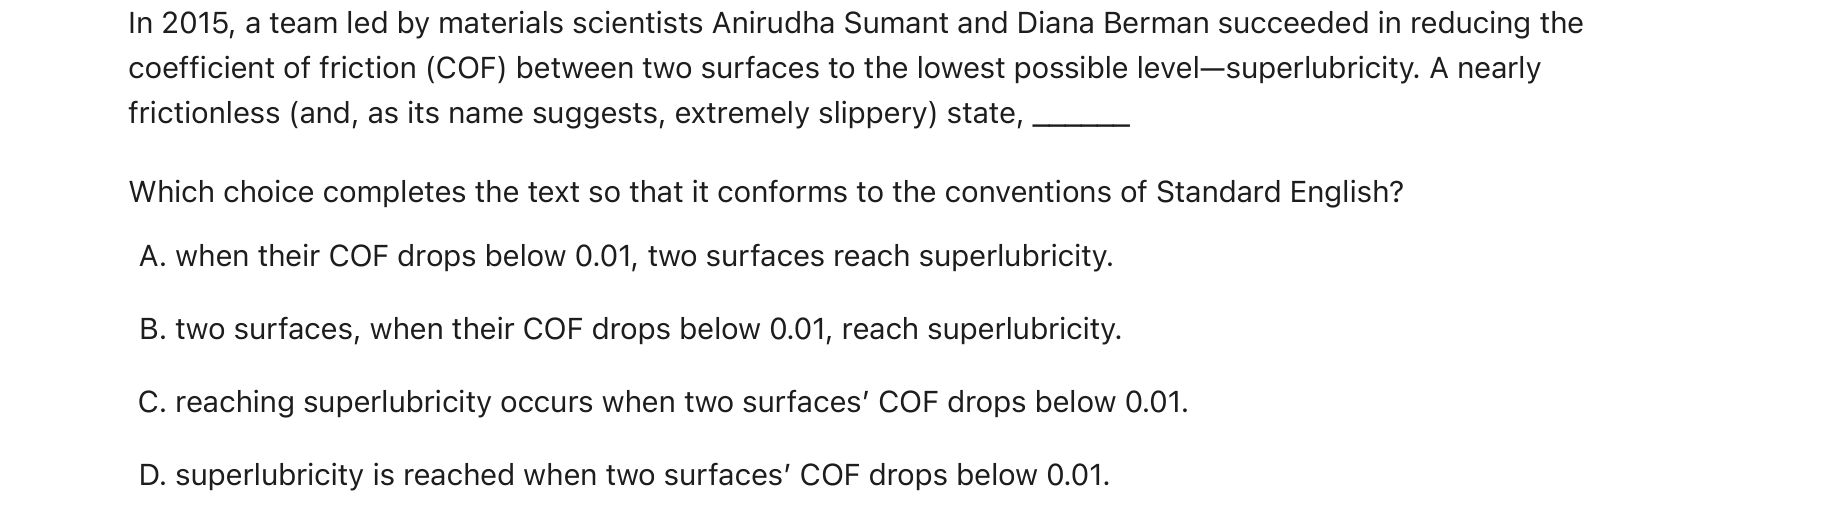 In 2015, a team led by materials scientists Anirudha Sumant and Diana Berman succeeded in reducing the
coefficient of friction (COF) between two surfaces to the lowest possible level—superlubricity. A nearly
frictionless (and, as its name suggests, extremely slippery) state, ______
Which choice completes the text so that it conforms to the conventions of Standard English?
A. when their COF drops below 0.01, two surfaces reach superlubricity.
B. two surfaces, when their COF drops below 0.01, reach superlubricity.
C. reaching superlubricity occurs when two surfaces’ COF drops below 0.01.
D. superlubricity is reached when two surfaces’ COF drops below 0.01.